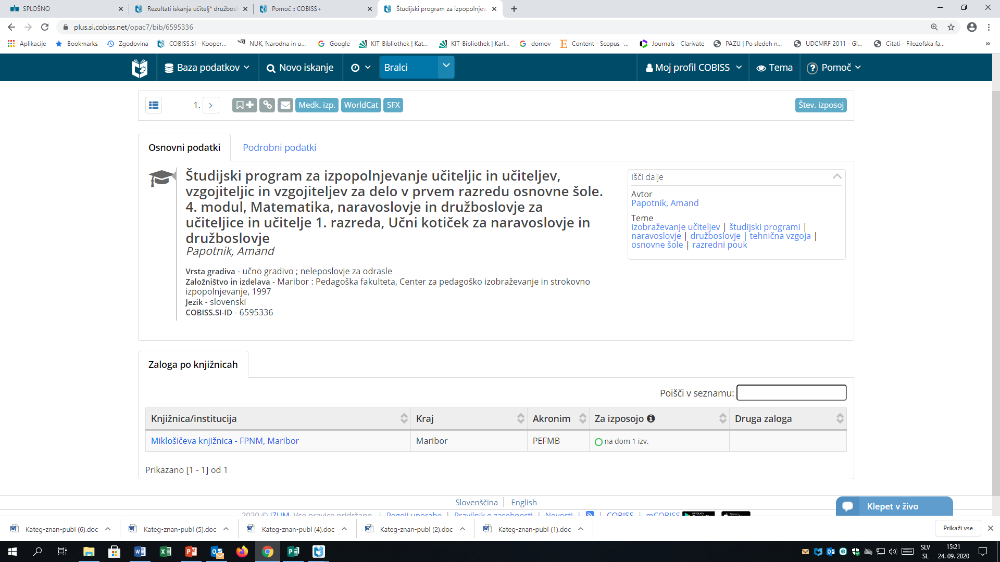 SPLOŠNO
Rezultati iskanja učitelj* družbosl
Pomoč :: COBISS+
Študijski program za izpopolnjev
plus.si.cobiss.net/opac7/bib/6595336
Aplikacije
Bookmarks
Zgodovina
COBISS.SI - Kooper...
NUK, Narodna in u...
Google
KIT-Bibliothek | Kat...
KIT-Bibliothek | Karl...
domov
Content - Scopus -...
Journals - Clarivate
PAZU | Po sledeh n...
UDCMRF 2011 - Gl...
Citati - Filozofska fa...
»
Baza podatkov
Novo iskanje
Bralci
Moj profil COBISS
Tema
Pomoč
1.
Medk. izp.
WorldCat
SFX
Štev. izposoj
Osnovni podatki
Podrobni podatki
Študijski program za izpopolnjevanje učiteljic in učiteljev,
vzgojiteljic in vzgojiteljev za delo v prvem razredu osnovne šole.
4. modul, Matematika, naravoslovje in družboslovje za
učiteljice in učitelje 1. razreda, Učni kotiček za naravoslovje in
družboslovje
Papotnik, Amand
Vrsta gradiva - učno gradivo ; neleposlovje za odrasle
Založništvo in izdelava - Maribor : Pedagoška fakulteta, Center za pedagoško izobraževanje in strokovno
izpopolnjevanje, 1997
Jezik - slovenski
COBISS.SI-ID - 6595336
Išči dalje
Avtor
Papotnik, Amand
Teme
izobraževanje učiteljev | študijski programi |
naravoslovje | družboslovje | tehnična vzgoja |
osnovne šole | razredni pouk
Zaloga po knjižnicah
Poišči v seznamu:
Knjižnica/institucija Kraj Akronim Za izposojo Druga zaloga
Miklošičeva knjižnica - FPNM, Maribor Maribor PEFMB na dom 1 izv.
Prikazano [1 - 1] od 1
Slovenščina English
2020 © IZUM. Vse pravice pridržane. | Pogoji uporabe | Pravilnik o zasebnosti | Novosti | | COBISS | mCOBISS
Klepet v živo
Kateg-znan-publ (6).doc
Kateg-znan-publ (5).doc
Kateg-znan-publ (4).doc
Kateg-znan-publ (2).doc
Kateg-znan-publ (1).doc
Prikaži vse
SLV
SL
15:21
24. 09. 2020